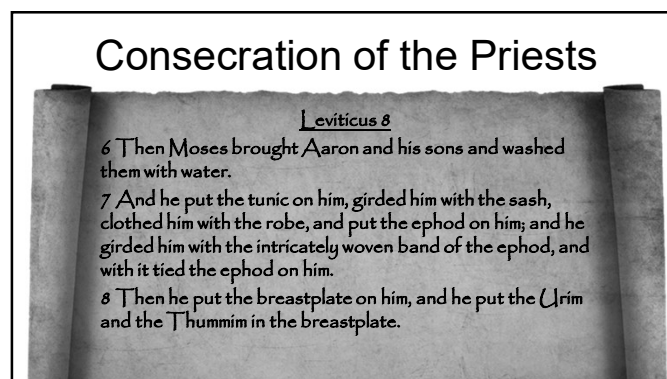 Consecration of the Priests
Leviticus 8
6 Then Moses brought Aaron and his sons and washed
them with water.
7 And he put the tunic on him, girded him with the sash,
clothed him with the robe, and put the ephod on him; and he
girded him with the intricately woven band of the ephod, and
with it tied the ephod on him.
8 Then he put the breastplate on him, and he put the Urim
and the Thummim in the breastplate.